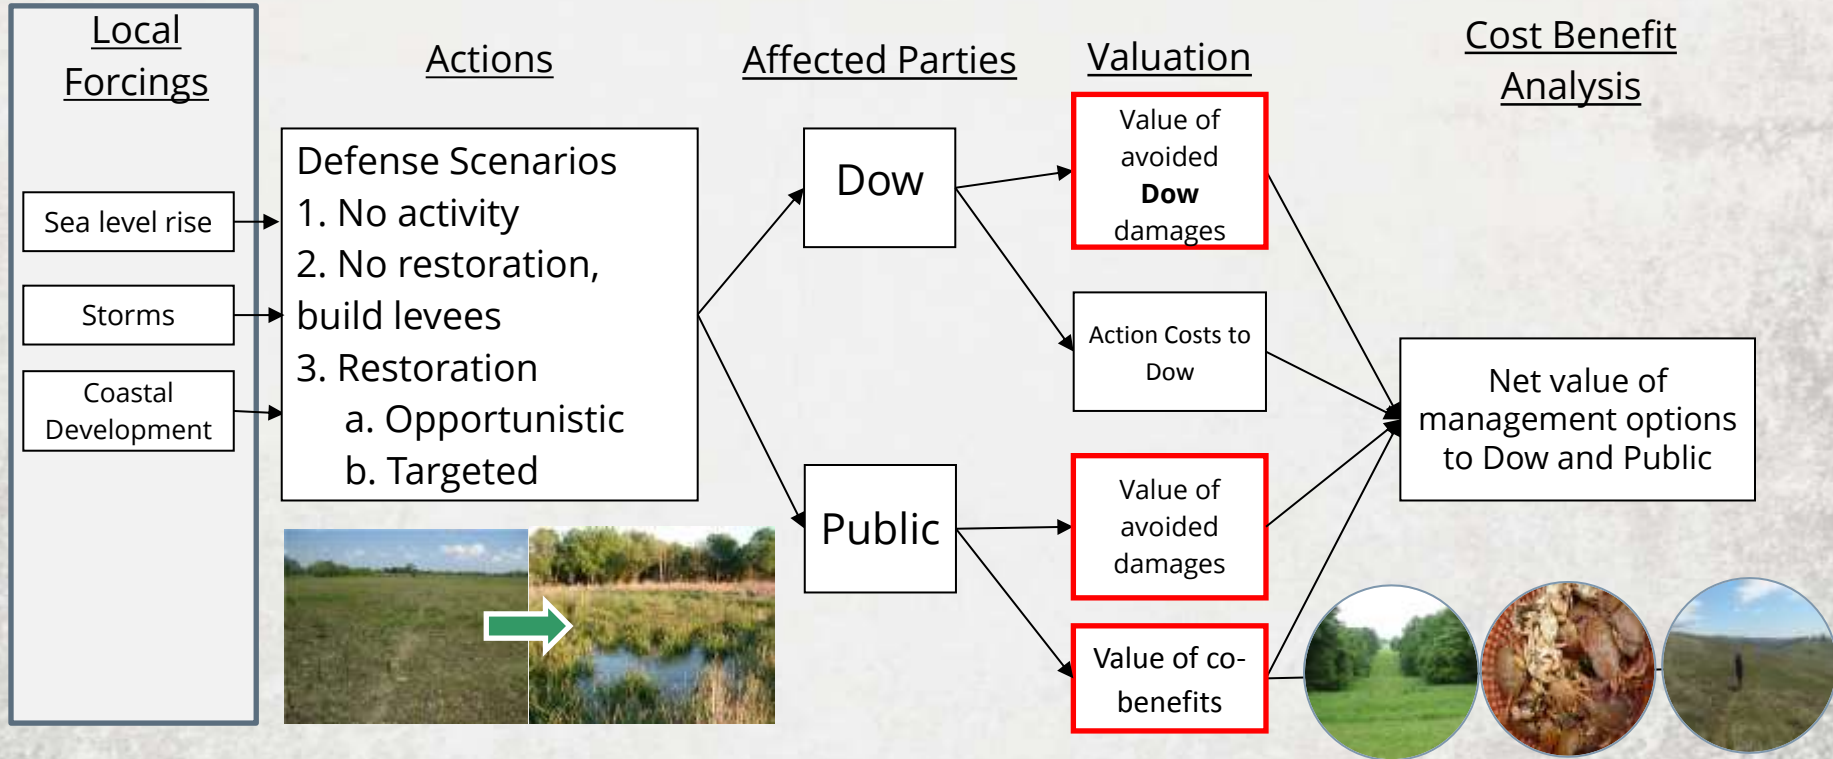 Local
Forcings
Actions
Affected Parties
Valuation
Cost Benefit
Analysis
Sea level rise
Storms
Coastal
Development
Defense Scenarios
1. No activity
2. No restoration,
build levees
3. Restoration
a. Opportunistic
b. Targeted
Dow
Public
Value of
avoided
Dow
damages
Action Costs to
Dow
Value of
avoided
damages
Value of co-
benefits
Net value of
management options
to Dow and Public